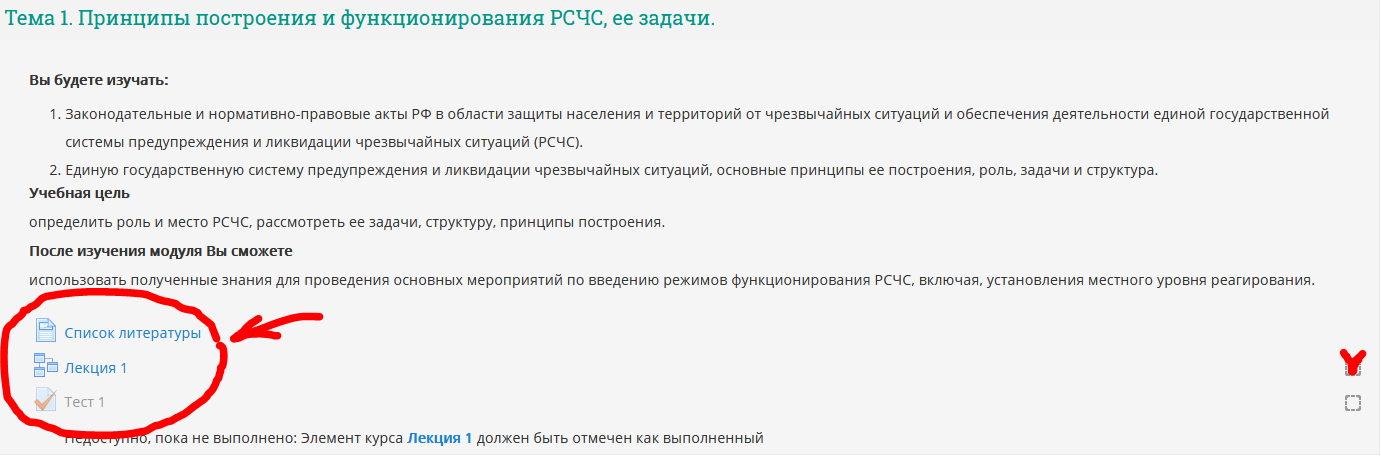 Тема 1. Принципы построения и функционирования РСЧС, ее задачи.
Вы будете изучать:
1. Законодательные и нормативно-правовые акты РФ в области защиты населения и территорий от чрезвычайных ситуаций и обеспечения деятельности единой государственной
системы предупреждения и ликвидации чрезвычайных ситуаций (РСЧС).
2. Единую государственную систему предупреждения и ликвидации чрезвычайных ситуаций, основные принципы ее построения, роль, задачи и структура.
Учебная цель
определить роль и место РСЧС, рассмотреть ее задачи, структуру, принципы построения.
После изучения модуля Вы сможете
использовать полученные знания для проведения основных мероприятий по введению режимов функционирования РСЧС, включая, установления местного уровня реагирования.
Список литературы
Лекция 1
Тест 1
Недоступно, пока не выполнено: Элемент курса Лекция 1 должен быть отмечен как выполненный